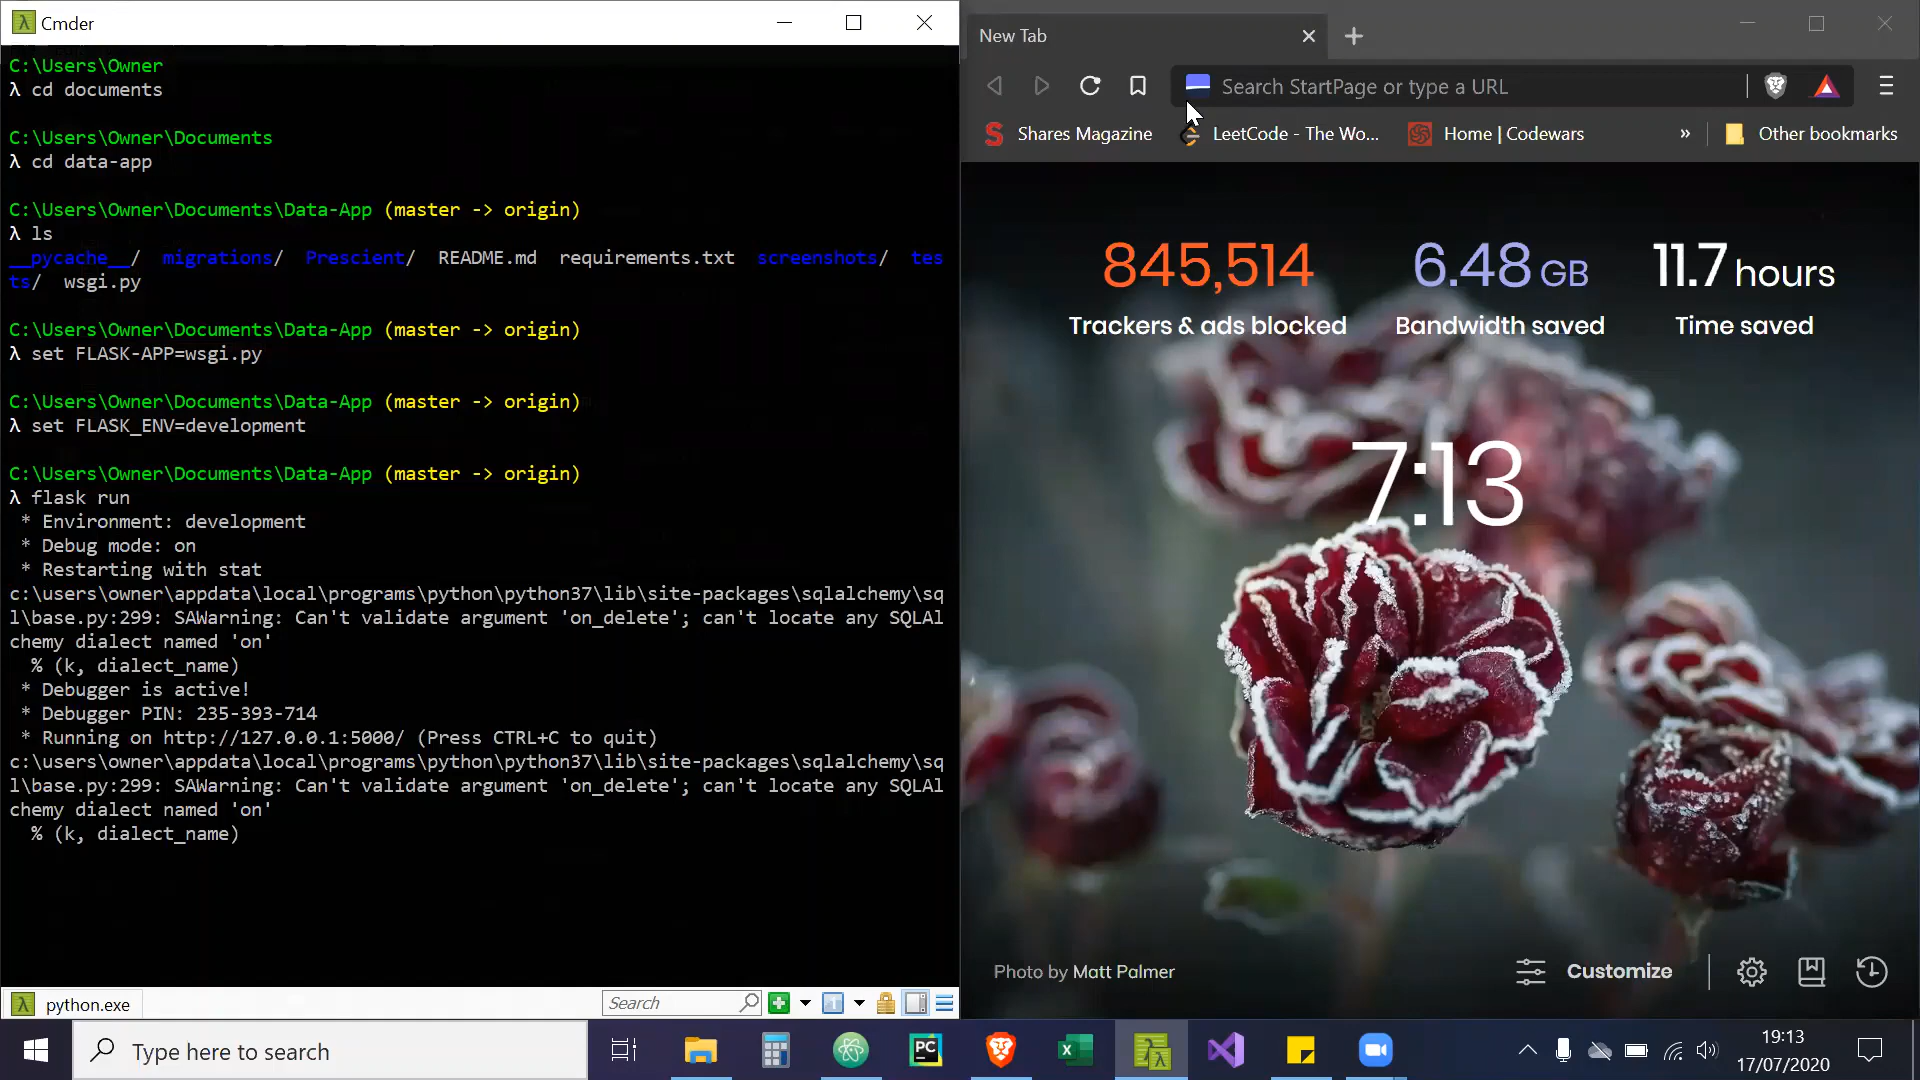 Cmder
C:\Users\Owner
λ cd documents
C:\Users\Owner\Documents
λ cd data-app
C:\Users\Owner\Documents\Data-App (master -> origin)
λ ls
__pycache__/  migrations/  Prescient/  README.md  requirements.txt  screenshots/  tes
ts/  wsgi.py
C:\Users\Owner\Documents\Data-App (master -> origin)
λ set FLASK-APP=wsgi.py
C:\Users\Owner\Documents\Data-App (master -> origin)
λ set FLASK_ENV=development
C:\Users\Owner\Documents\Data-App (master -> origin)
λ flask run
* Environment: development
* Debug mode: on
* Restarting with stat
c:\users\owner\appdata\local\programs\python\python37\lib\site-packages\sqlalchemy\sq
l\base.py:299: SAWarning: Can't validate argument 'on_delete'; can't locate any SQLAl
chemy dialect named 'on'
% (k, dialect_name)
* Debugger is active!
* Debugger PIN: 235-393-714
* Running on http://127.0.0.1:5000/ (Press CTRL+C to quit)
c:\users\owner\appdata\local\programs\python\python37\lib\site-packages\sqlalchemy\sq
l\base.py:299: SAWarning: Can't validate argument 'on_delete'; can't locate any SQLAl
chemy dialect named 'on'
% (k, dialect_name)
python.exe
Search
New Tab
Search StartPage or type a URL
Shares Magazine
LeetCode - The Wo...
Home | Codewars
»
Other bookmarks
845,514
Trackers & ads blocked
6.48 GB
Bandwidth saved
11.7 hours
Time saved
7:13
Photo by Matt Palmer
Customize
Type here to search
PC
19:13
17/07/2020